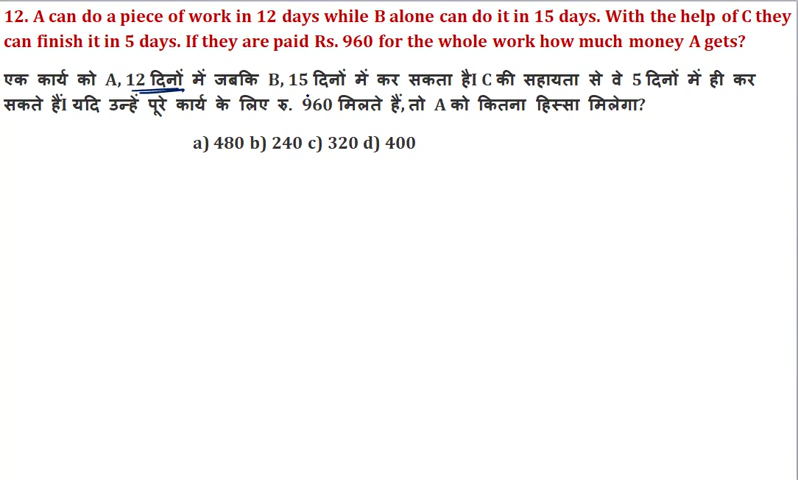 12. A can do a piece of work in 12 days while B alone can do it in 15 days. With the help of C they
can finish it in 5 days. If they are paid Rs. 960 for the whole work how much money A gets?
एक कार्य को A, 12 दिनों में जबकि B, 15 दिनों में कर सकता है। C की सहायता से वे 5 दिनों में ही कर
सकते हैं। यदि उन्हें पूरे कार्य के लिए रु. 960 मिलते हैं, तो A को कितना हिस्सा मिलेगा?
a) 480 b) 240 c) 320 d) 400